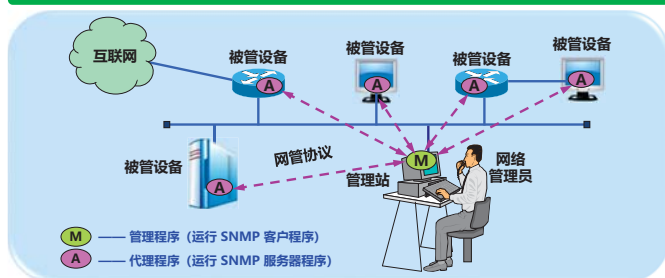 互联网
被管设备
被管设备
被管设备
被管设备
A
A
A
A
被管设备
A
网管协议
M
管理站
网络
管理员
M —— 管理程序（运行 SNMP 客户程序）
A —— 代理程序（运行 SNMP 服务器程序）